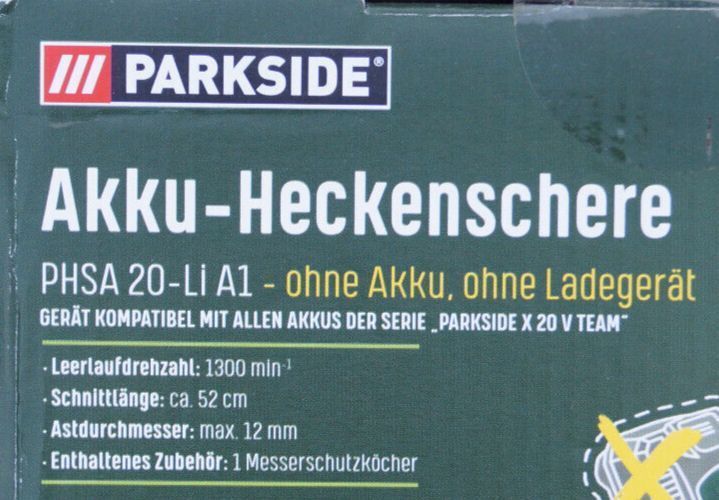 /// PARKSIDE®
Akku-Heckenschere
PHSA 20-Li A1 - ohne Akku, ohne Ladegerät
GERÄT KOMPATIBEL MIT ALLEN AKKUS DER SERIE „PARKSIDE X 20 V TEAM“
· Leerlaufdrehzahl: 1300 min⁻¹
· Schnittlänge: ca. 52 cm
· Astdurchmesser: max. 12 mm
· Enthaltenes Zubehör: 1 Messerschutzköcher